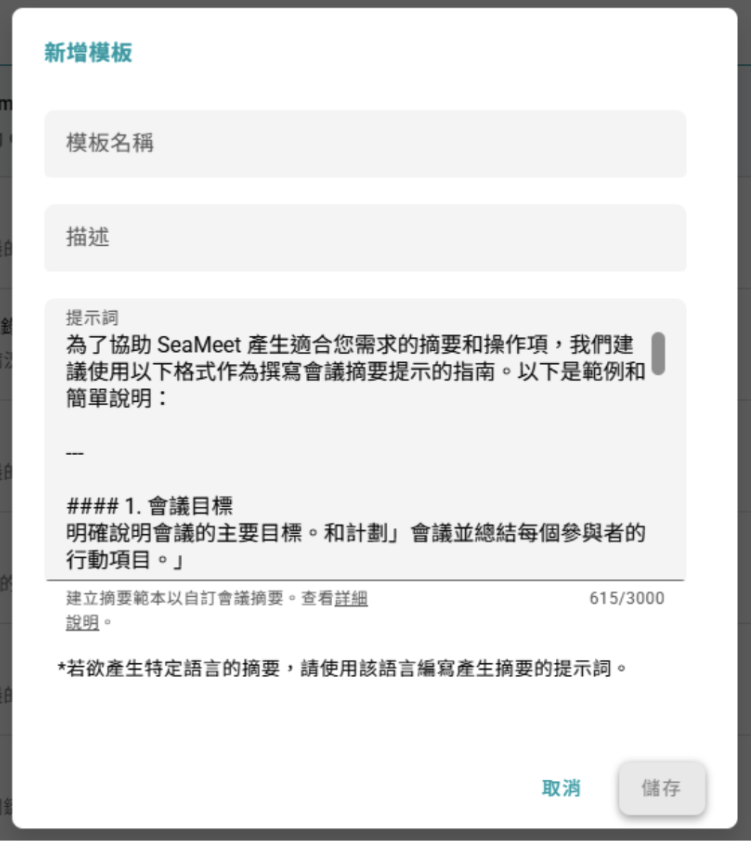 新增模板
模板名稱
描述
提示詞
為了協助 SeaMeet 產生適合您需求的摘要和操作項，我們建
議使用以下格式作為撰寫會議摘要提示的指南。以下是範例和
簡單說明：
---
#### 1. 會議目標
明確說明會議的主要目標。和計劃」會議並總結每個參與者的
行動項目。」
建立摘要範本以自訂會議摘要。查看詳細
說明。
615/3000
*若欲產生特定語言的摘要，請使用該語言編寫產生摘要的提示詞。
取消
儲存